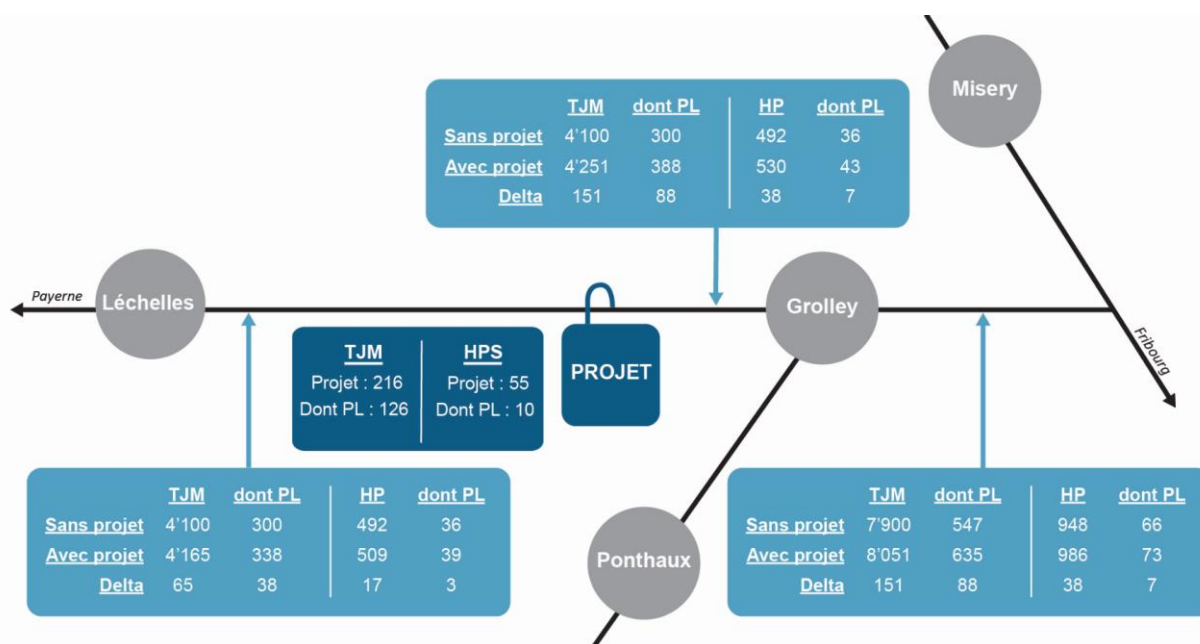 Misery
TJM dont PL HP dont PL
Sans projet 4'100 300 492 36
Avec projet 4'251 388 530 43
Delta 151 88 38 7
Payerne
Léchelles
Grolley
Fribourg
TJM HPS
Projet : 216 Projet : 55
Dont PL : 126 Dont PL : 10
PROJET
TJM dont PL HP dont PL
Sans projet 4'100 300 492 36
Avec projet 4'165 338 509 39
Delta 65 38 17 3
Ponthaux
TJM dont PL HP dont PL
Sans projet 7'900 547 948 66
Avec projet 8'051 635 986 73
Delta 151 88 38 7